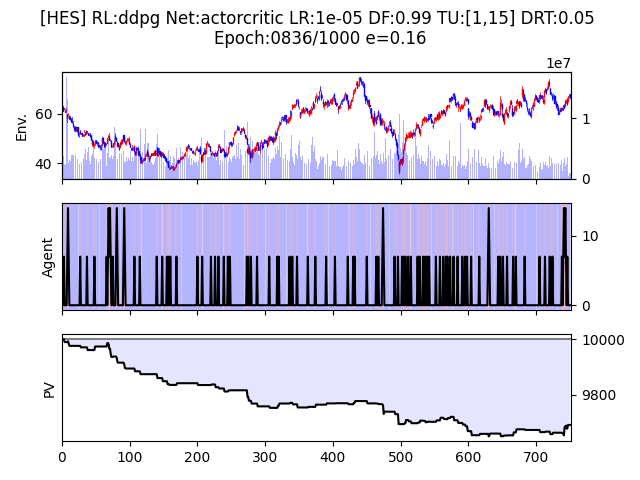 [HES] RL:ddpg Net:actorcritic LR:1e-05 DF:0.99 TU:[1,15] DRT:0.05
Epoch:0836/1000 e=0.16
1e7
Env.
60
40
1
0
Agent
10
0
PV
10000
9800
0 100 200 300 400 500 600 700